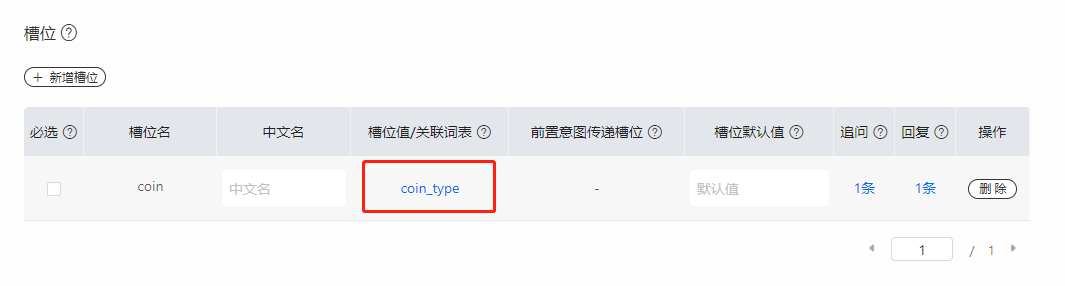 槽位 ?
+ 新增槽位
必选 ? 槽位名 中文名 槽位值/关联词表 ? 前置意图传递槽位 ? 槽位默认值 ? 追问 ? 回复 ? 操作
coin 中文名 coin_type - 默认值 1条 1条 删除
1 / 1